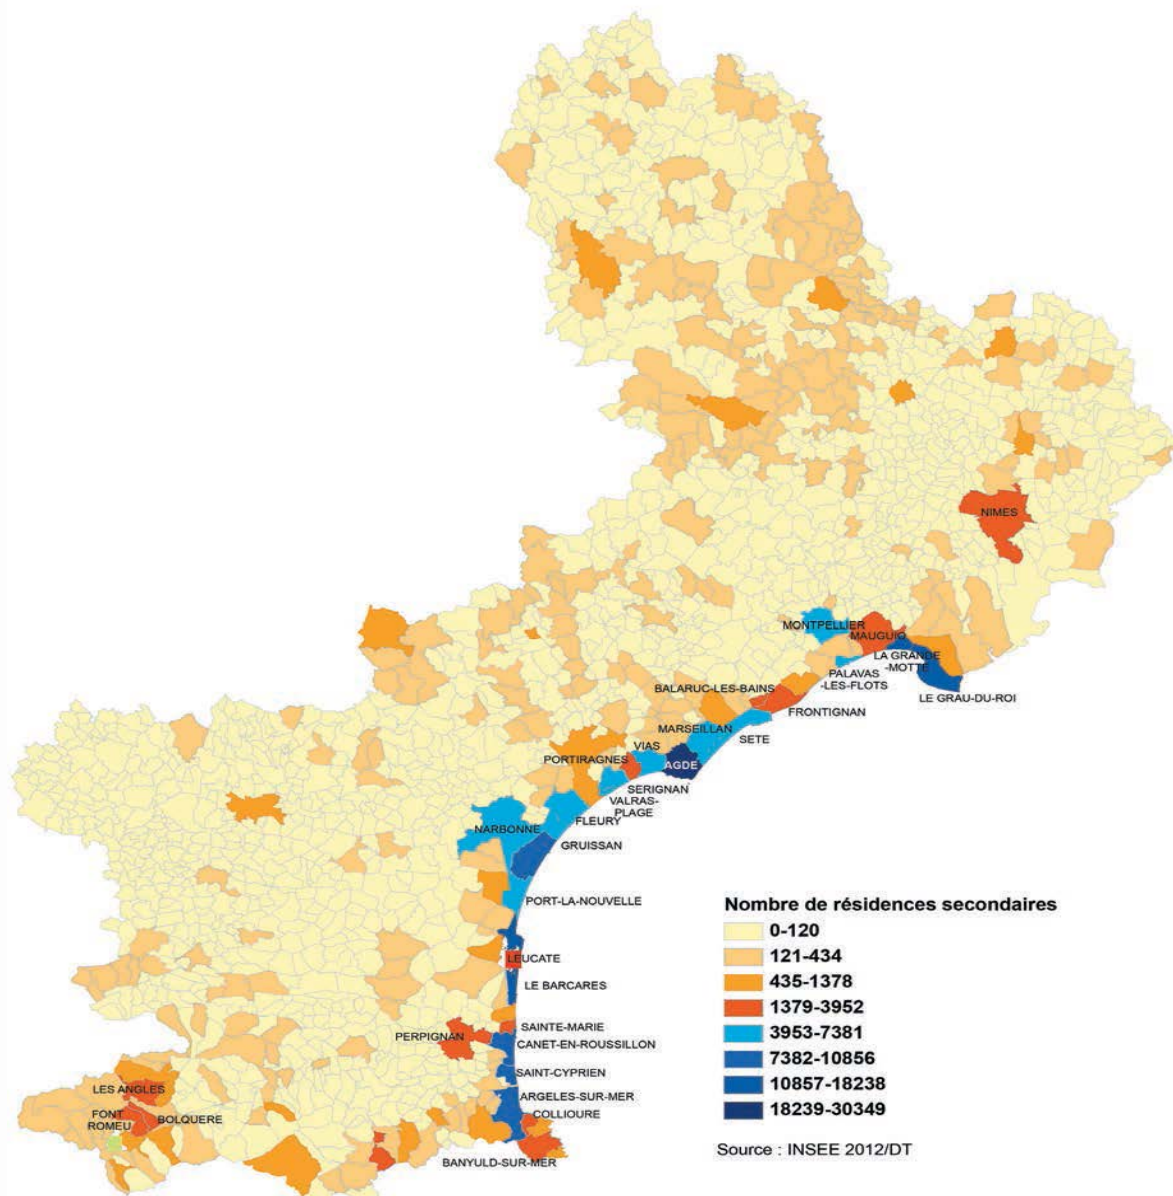 NIMES
MONTPELLIER
MAUGUIO
LA GRANDE
-MOTTE
PALAVAS
-LES-FLOTS
LE GRAU-DU-ROI
BALARUC-LES-BAINS
FRONTIGNAN
MARSEILLAN
SETE
VIAS
PORTIRAGNES
AGDE
SERIGNAN
VALRAS-
PLAGE
FLEURY
NARBONNE
GRUISSAN
PORT-LA-NOUVELLE
LEUCATE
LE BARCARES
SAINTE-MARIE
PERPIGNAN
CANET-EN-ROUSSILLON
SAINT-CYPRIEN
ARGELES-SUR-MER
COLLIOURE
BANYULD-SUR-MER
LES ANGLES
FONT
ROMEU
BOLQUERE
Nombre de résidences secondaires
0-120
121-434
435-1378
1379-3952
3953-7381
7382-10856
10857-18238
18239-30349
Source : INSEE 2012/DT